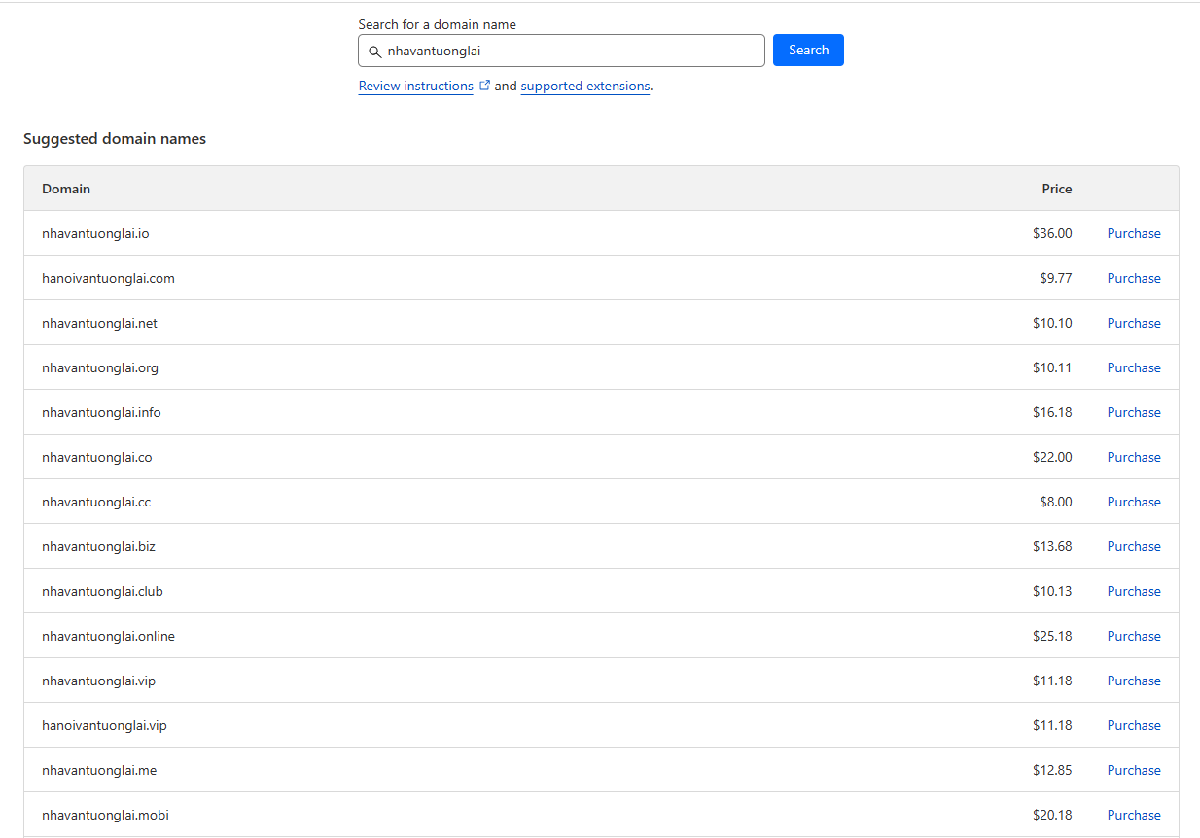 Search for a domain name
nhavantuonglai
Search
Review instructions and supported extensions.
Suggested domain names
Domain Price
nhavantuonglai.io $36.00 Purchase
hanoivantuonglai.com $9.77 Purchase
nhavantuonglai.net $10.10 Purchase
nhavantuonglai.org $10.11 Purchase
nhavantuonglai.info $16.18 Purchase
nhavantuonglai.co $22.00 Purchase
nhavantuonglai.cc $8.00 Purchase
nhavantuonglai.biz $13.68 Purchase
nhavantuonglai.club $10.13 Purchase
nhavantuonglai.online $25.18 Purchase
nhavantuonglai.vip $11.18 Purchase
hanoivantuonglai.vip $11.18 Purchase
nhavantuonglai.me $12.85 Purchase
nhavantuonglai.mobi $20.18 Purchase